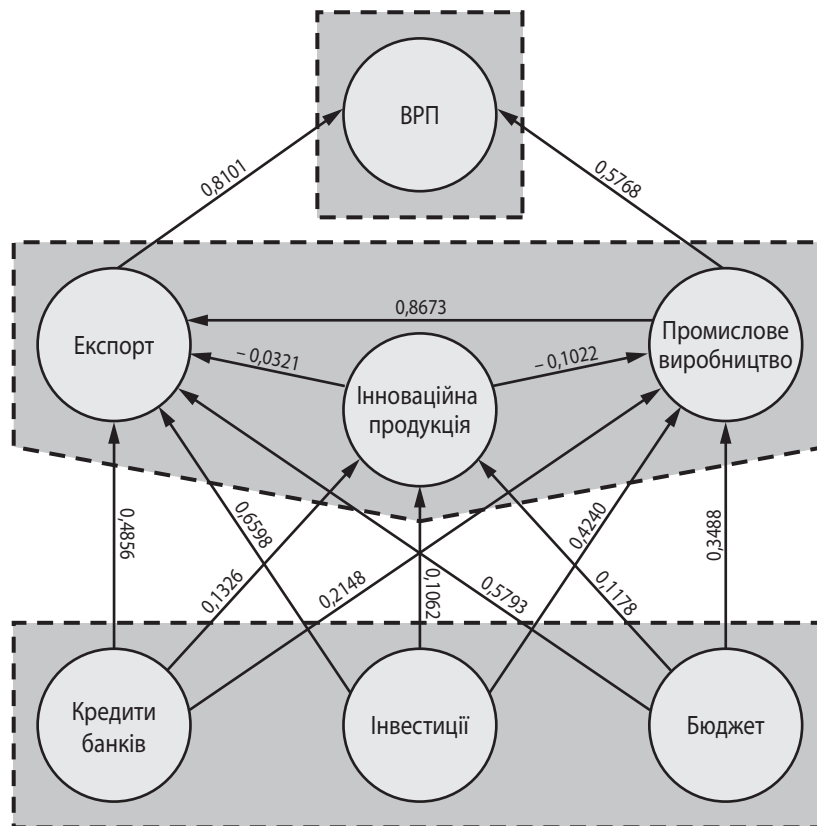 ВРП
0,8101
0,5768
Експорт
0,8673
Промислове
виробництво
– 0,0321
– 0,1022
Інноваційна
продукція
0,4856
0,6598
0,4240
0,3488
0,1326
0,2148
0,1062
0,5793
0,1178
Кредити
банків
Інвестиції
Бюджет